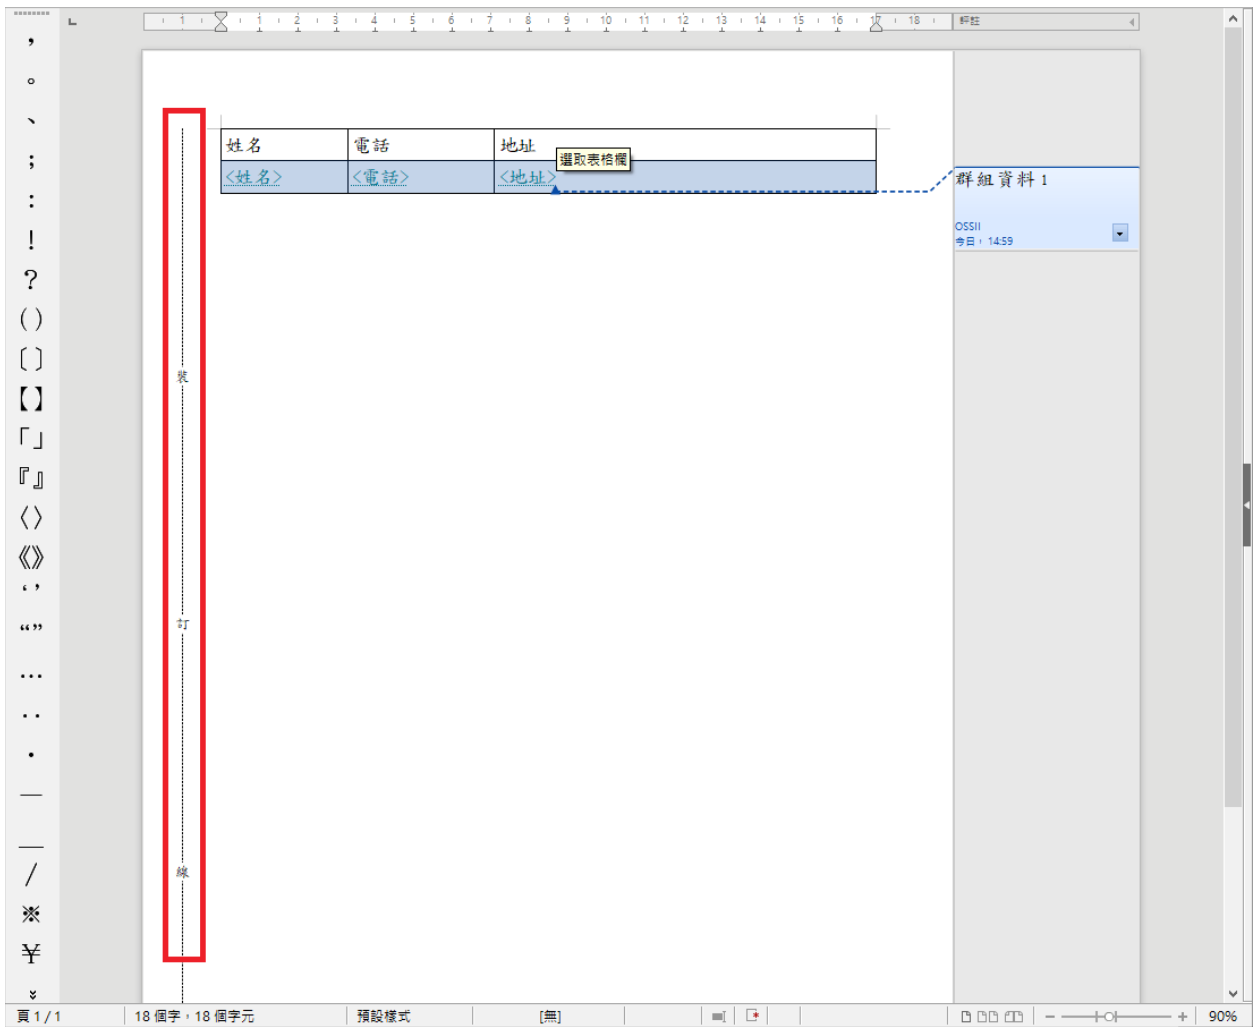 1 1 2 3 4 5 6 7 8 9 10 11 12 13 14 15 16 17 18 評註
，
。
、
；
：
！
？
( )
〔 〕
【 】
「 」
『 』
〈 〉
《 》
‘ ’
“ ”
…
‥
．
—
＿
/
※
¥
姓名 電話 地址
選取表格欄
<姓名> <電話> <地址>
群組資料 1
OSSII
今日，14:59
裝
訂
線
頁 1 / 1 18 個字，18 個字元 預設樣式 [無] 90%